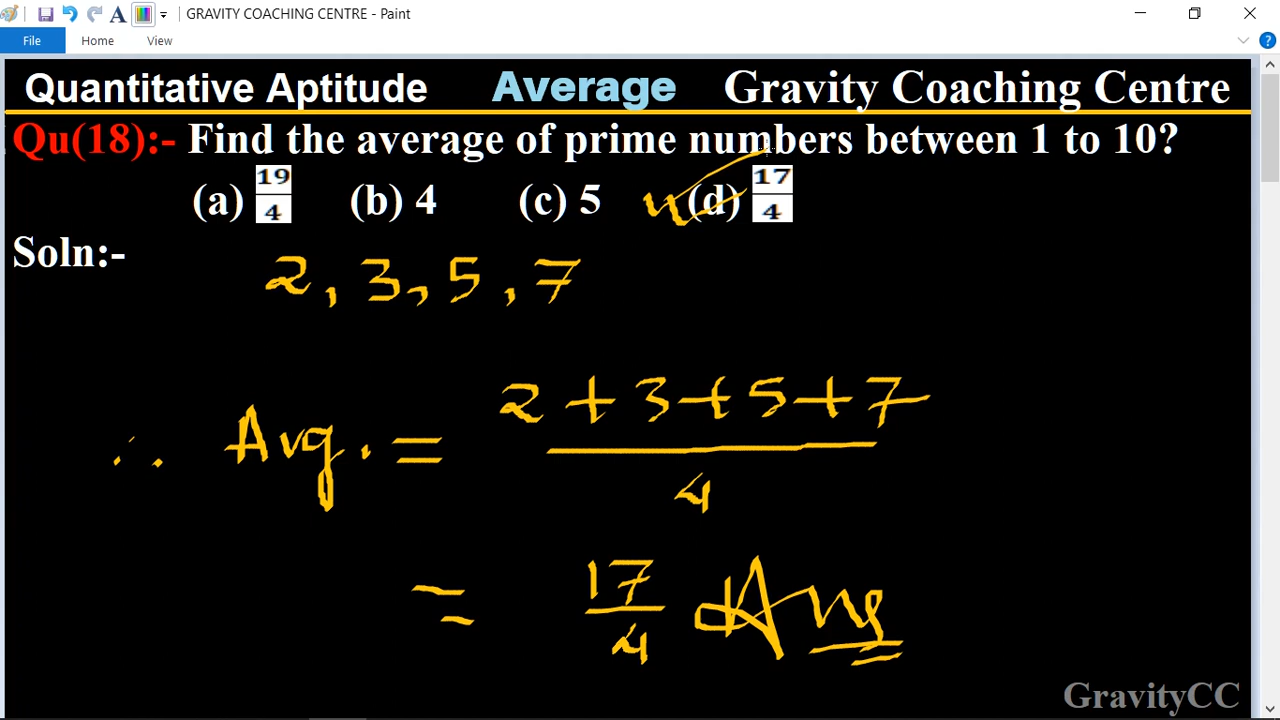 GRAVITY COACHING CENTRE - Paint
File Home View
Quantitative Aptitude Average Gravity Coaching Centre
Qu(18):- Find the average of prime numbers between 1 to 10?
(a) 19/4 (b) 4 (c) 5 (d) 17/4
Soln:- 2, 3, 5, 7
∴ Avg. = 2+3+5+7/4
= 17/4 Ans
GravityCC